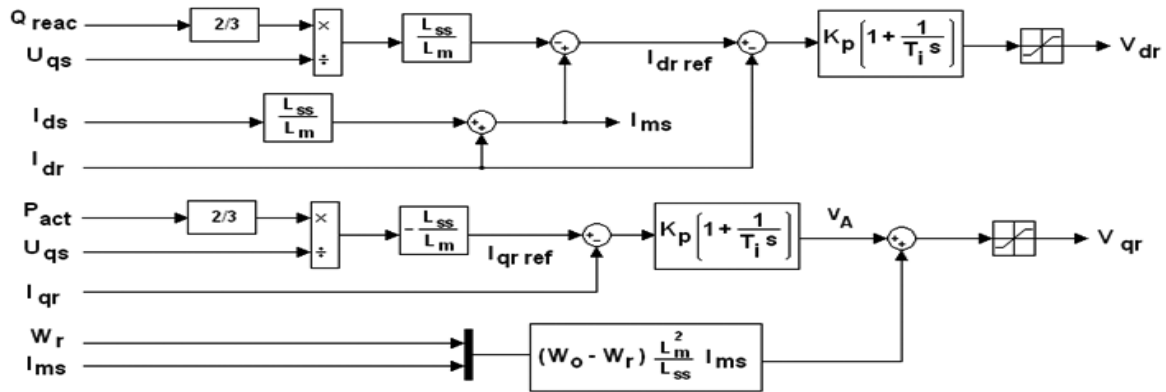 Q reac
2/3
×
÷
L ss / L m
- +
I dr ref
+ -
K p ( 1 + 1 / T i s )
V dr
U qs
I ds
L ss / L m
+ +
I ms
I dr
P act
2/3
×
÷
- L ss / L m
I qr ref
+ -
K p ( 1 + 1 / T i s )
V A
+ +
V qr
U qs
I qr
W r
I ms
( W o - W r ) L m 2 / L ss I ms